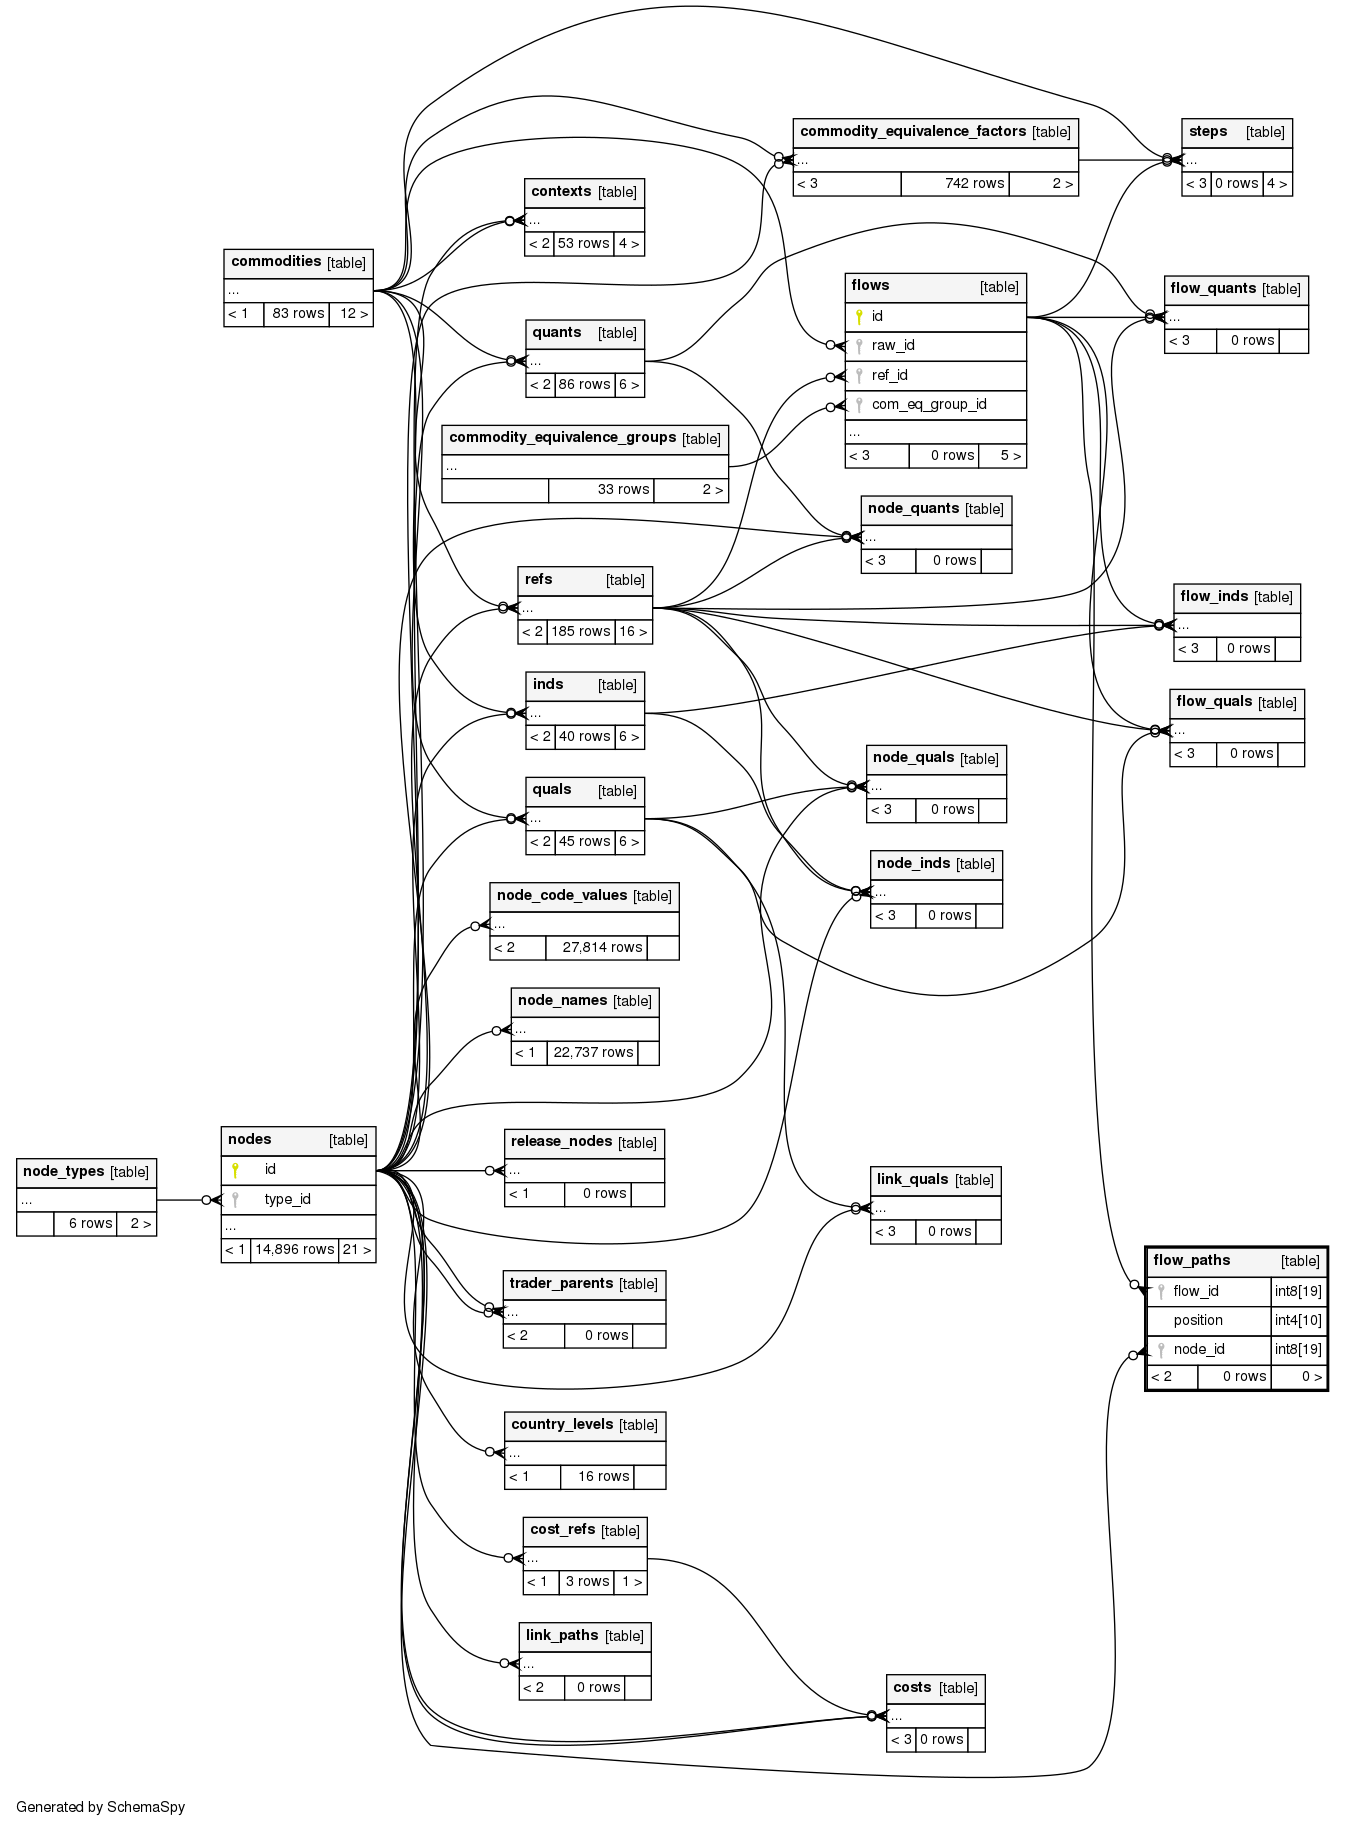 commodity_equivalence_factors [table]
...
< 3 742 rows 2 >
steps [table]
...
< 3 0 rows 4 >
contexts [table]
...
< 2 53 rows 4 >
commodities [table]
...
< 1 83 rows 12 >
flows [table]
id
raw_id
ref_id
com_eq_group_id
...
< 3 0 rows 5 >
flow_quants [table]
...
< 3 0 rows
quants [table]
...
< 2 86 rows 6 >
commodity_equivalence_groups [table]
...
33 rows 2 >
node_quants [table]
...
< 3 0 rows
refs [table]
...
< 2 185 rows 16 >
flow_inds [table]
...
< 3 0 rows
inds [table]
...
< 2 40 rows 6 >
flow_quals [table]
...
< 3 0 rows
node_quals [table]
...
< 3 0 rows
quals [table]
...
< 2 45 rows 6 >
node_inds [table]
...
< 3 0 rows
node_code_values [table]
...
< 2 27,814 rows
node_names [table]
...
< 1 22,737 rows
nodes [table]
id
type_id
...
< 1 14,896 rows 21 >
node_types [table]
...
6 rows 2 >
release_nodes [table]
...
< 1 0 rows
link_quals [table]
...
< 3 0 rows
flow_paths [table]
flow_id int8[19]
position int4[10]
node_id int8[19]
< 2 0 rows 0 >
trader_parents [table]
...
< 2 0 rows
country_levels [table]
...
< 1 16 rows
cost_refs [table]
...
< 1 3 rows 1 >
link_paths [table]
...
< 2 0 rows
costs [table]
...
< 3 0 rows
Generated by SchemaSpy